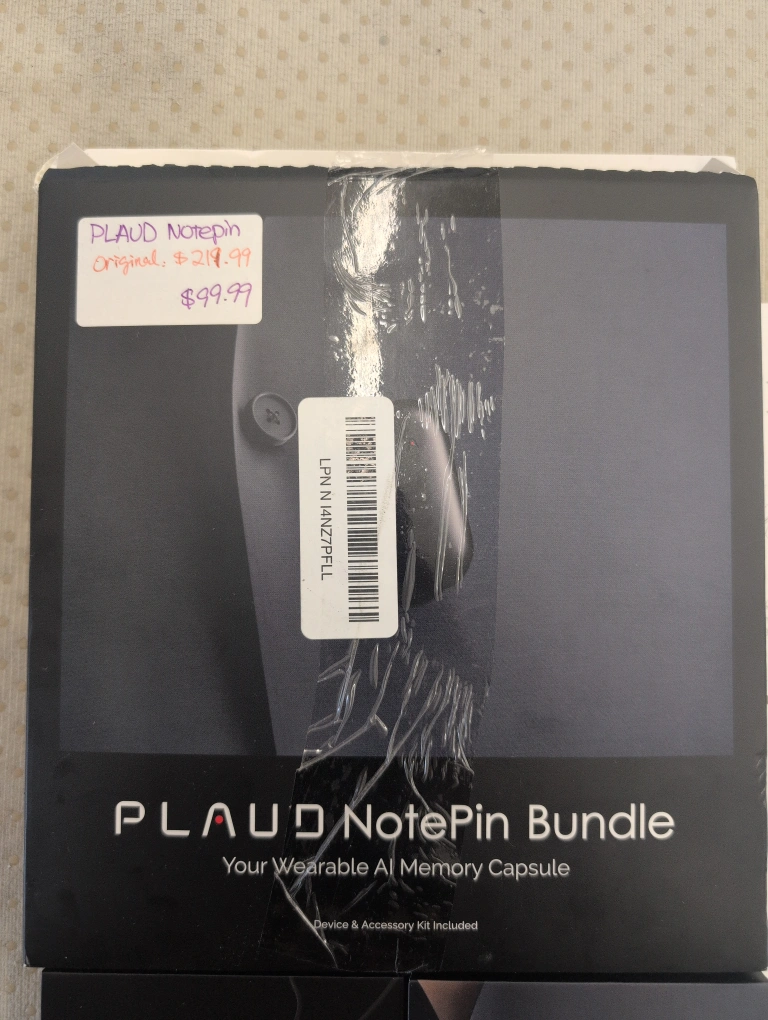 PLAUD Notepin
Original: $219.99
$99.99
LPN N I4NZ7PFLL
PLAUD NotePin Bundle
Your Wearable AI Memory Capsule
Device & Accessory Kit Included